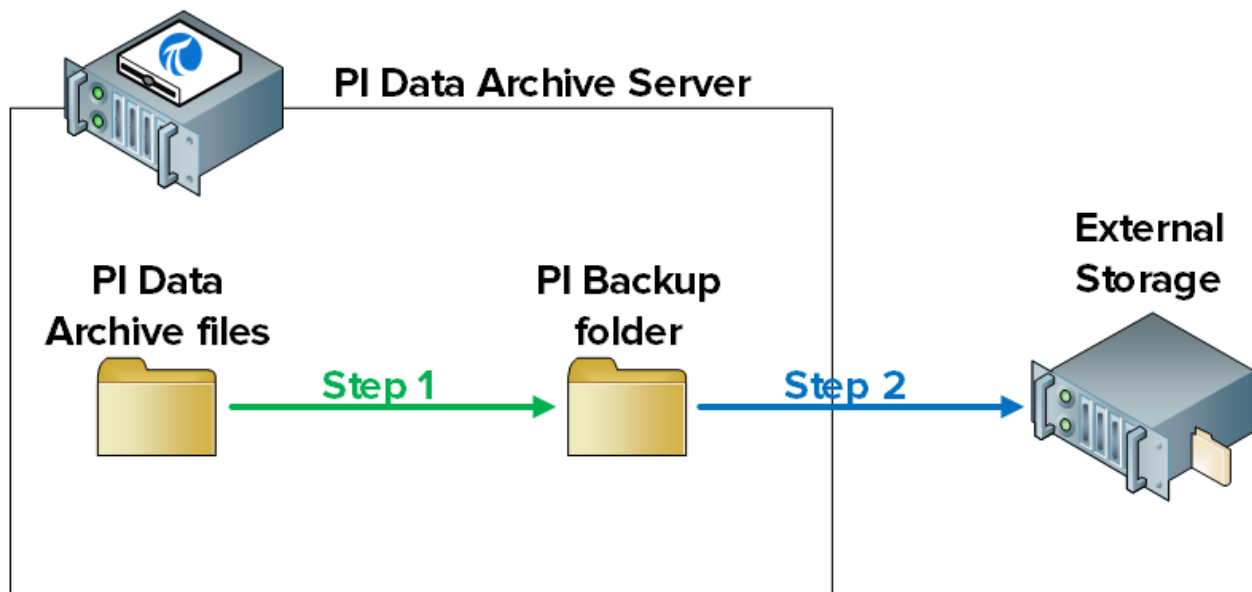 PI Data Archive Server
PI Data
Archive files
Step 1
PI Backup
folder
Step 2
External
Storage